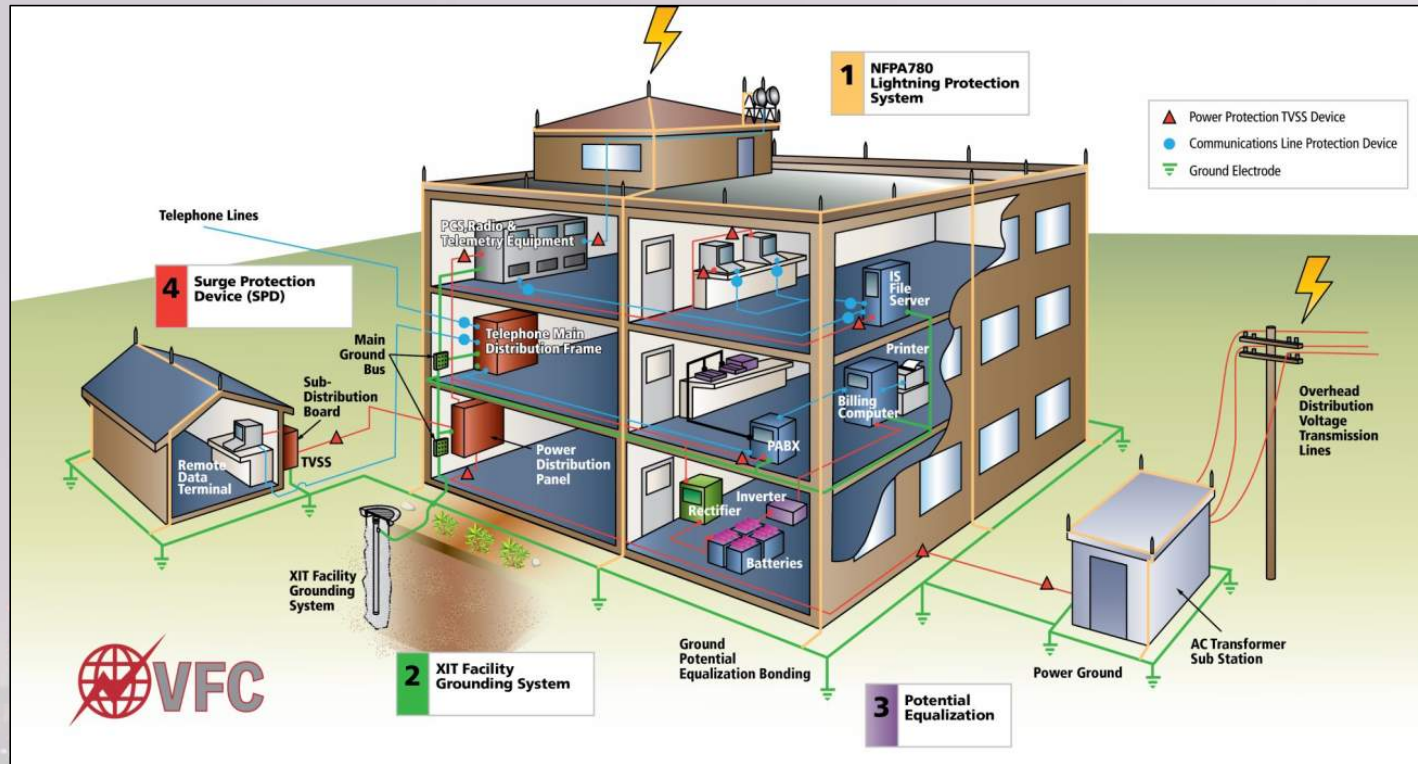 1
NFPA780
Lightning Protection
System
Power Protection TVSS Device
Communications Line Protection Device
Ground Electrode
Telephone Lines
4
Surge Protection
Device (SPD)
PCS,Radio &
Telemetry Equipment
IS
File
Server
Main
Ground
Bus
Telephone Main
Distribution Frame
Printer
Billing
Computer
PABX
Sub-
Distribution
Board
TVSS
Remote
Data
Terminal
Power
Distribution
Panel
Rectifier
Inverter
Batteries
Overhead
Distribution
Voltage
Transmission
Lines
XIT Facility
Grounding
System
Ground
Potential
Equalization Bonding
Power Ground
AC Transformer
Sub Station
2
XIT Facility
Grounding System
3
Potential
Equalization
VFC